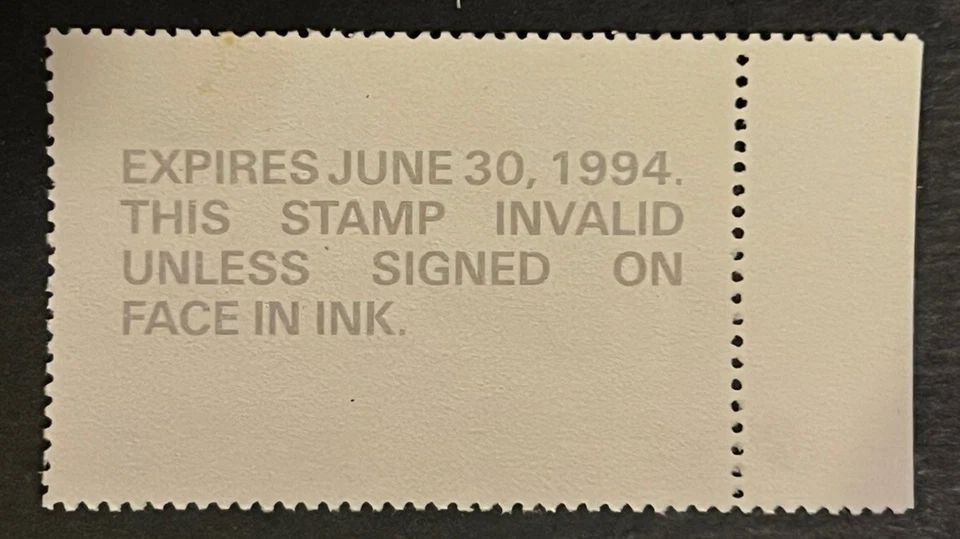 EXPIRES JUNE 30, 1994.
THIS STAMP INVALID
UNLESS SIGNED ON
FACE IN INK.